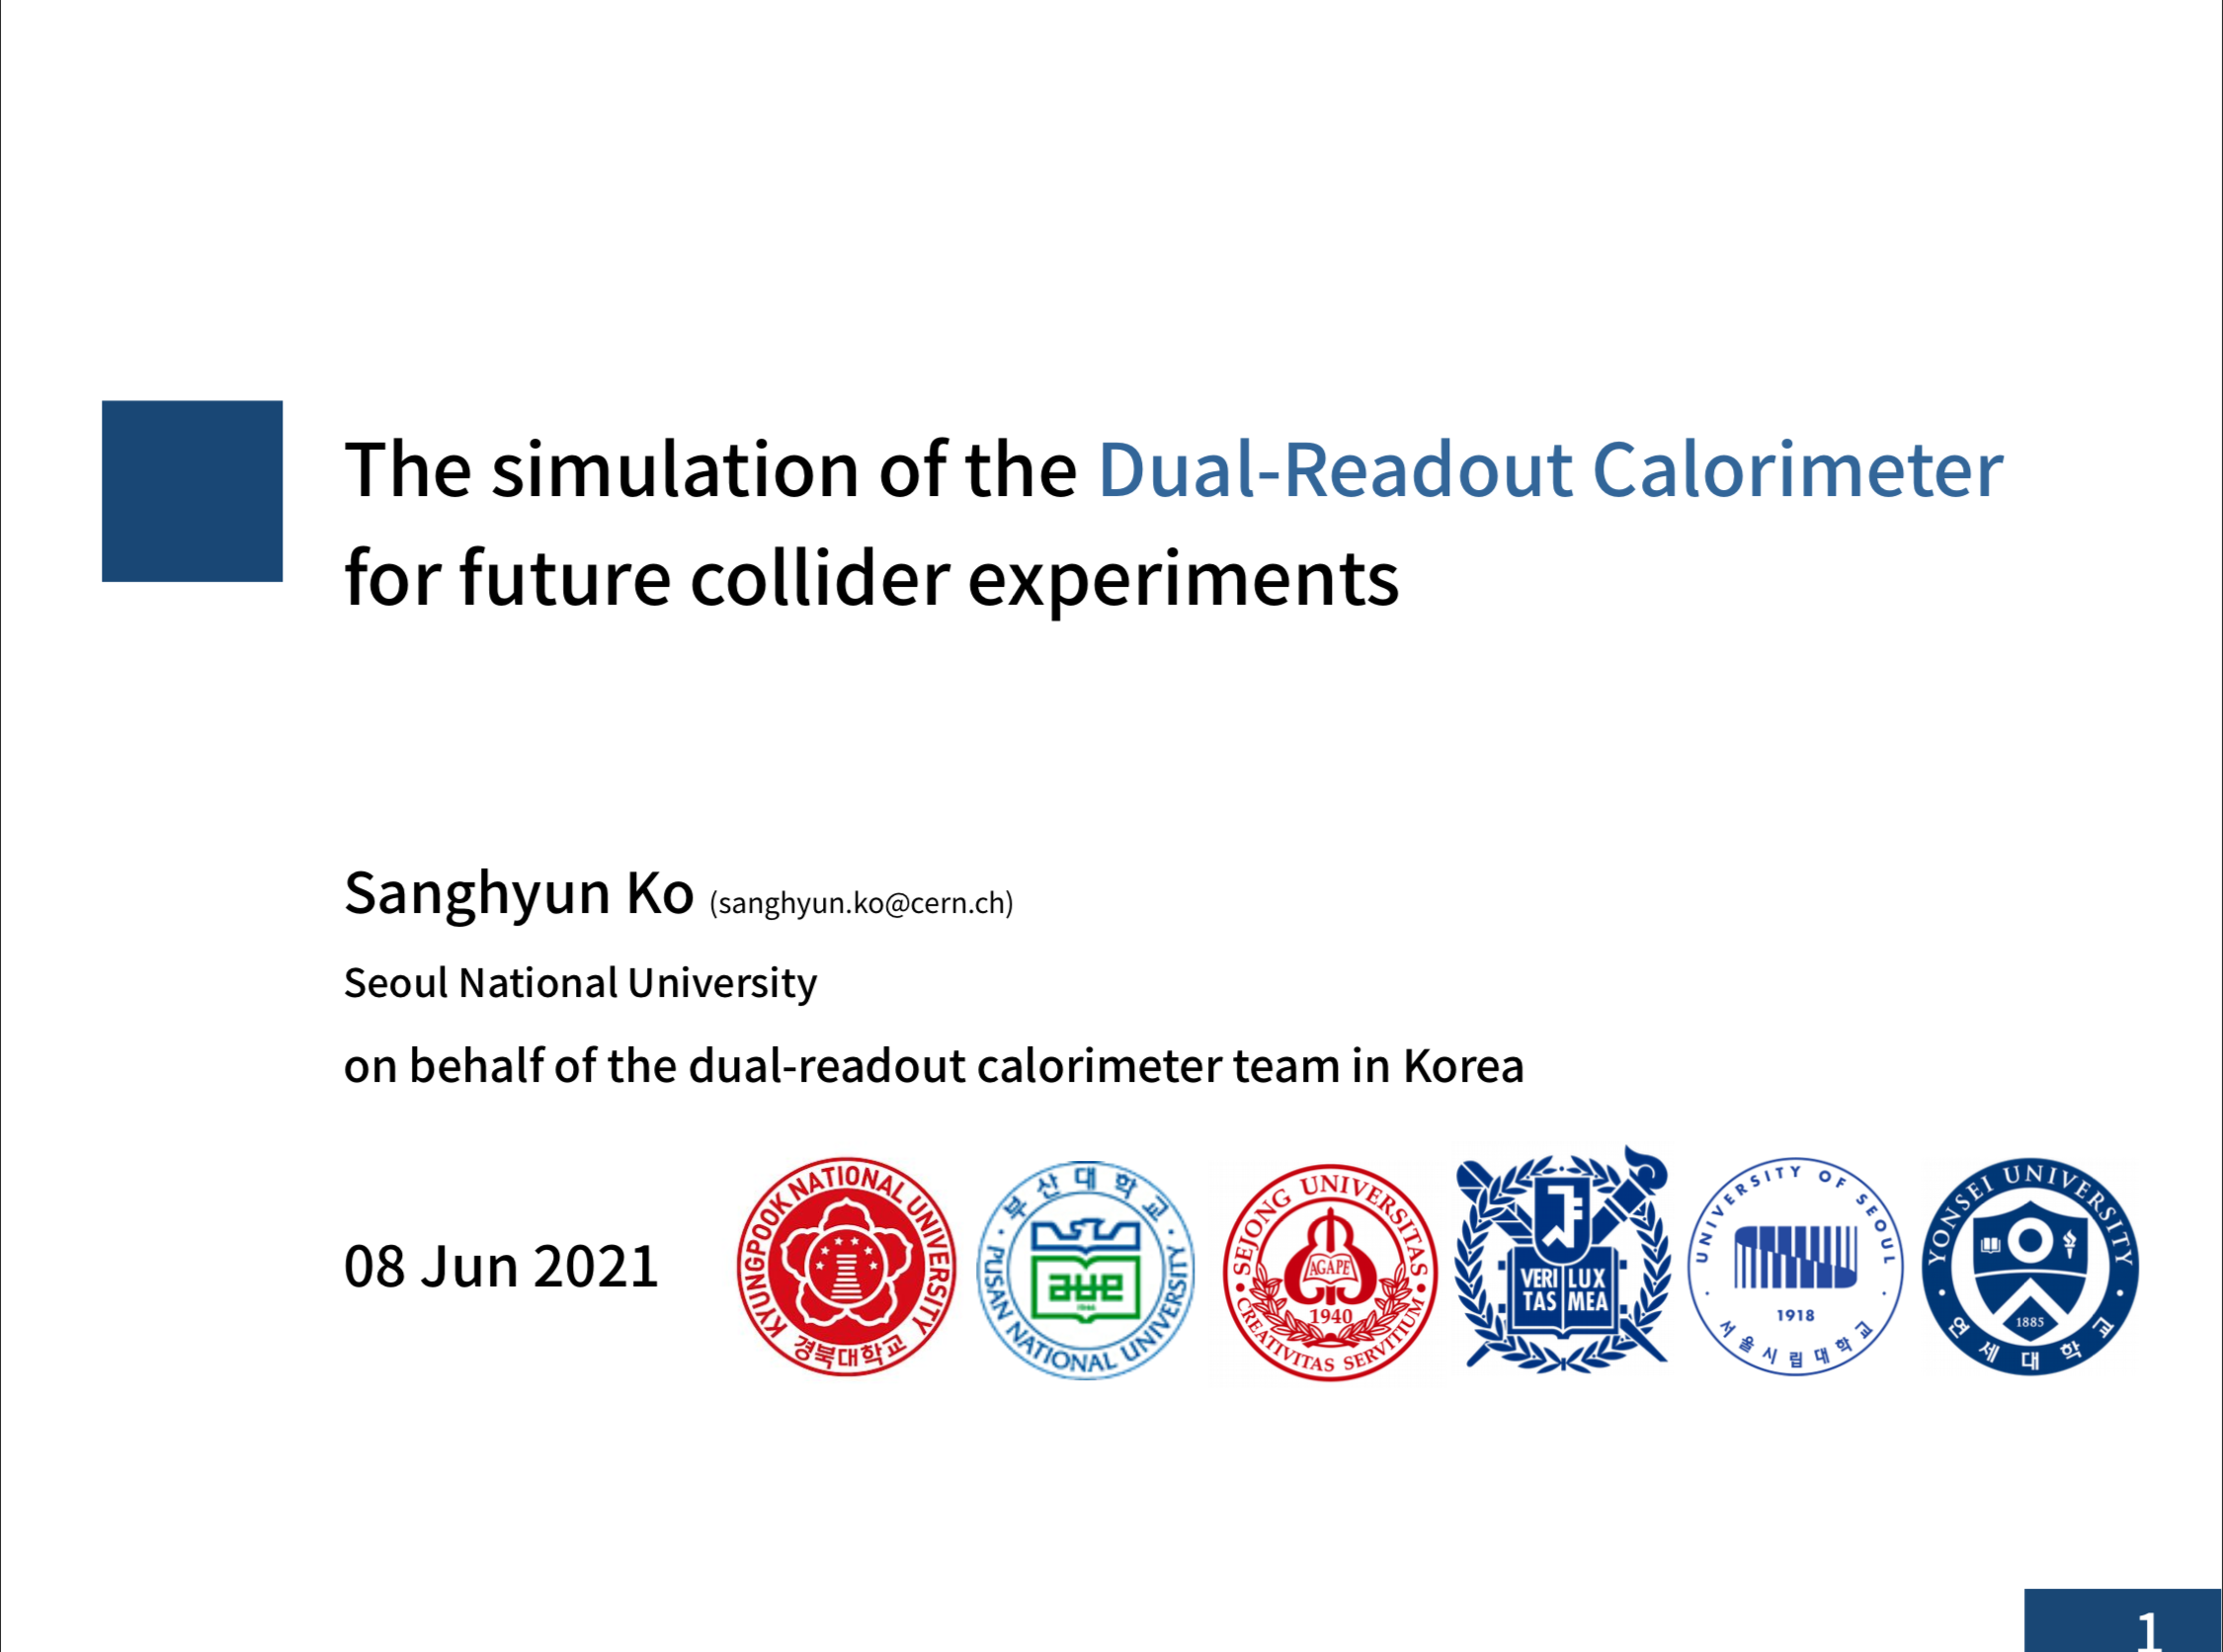 The simulation of the Dual-Readout Calorimeter
for future collider experiments
Sanghyun Ko (sanghyun.ko@cern.ch)
Seoul National University
on behalf of the dual-readout calorimeter team in Korea
08 Jun 2021
KYUNGPOOK NATIONAL UNIVERSITY
경북대학교
부산대학교
PUSAN NATIONAL UNIVERSITY
SEJONG UNIVERSITAS
AGAPE
1940
CREATIVITAS SERVITIUM
VERI LUX
TAS MEA
UNIVERSITY OF SEOUL
1918
서울시립대학교
YONSEI UNIVERSITY
1885
연세대학교
1